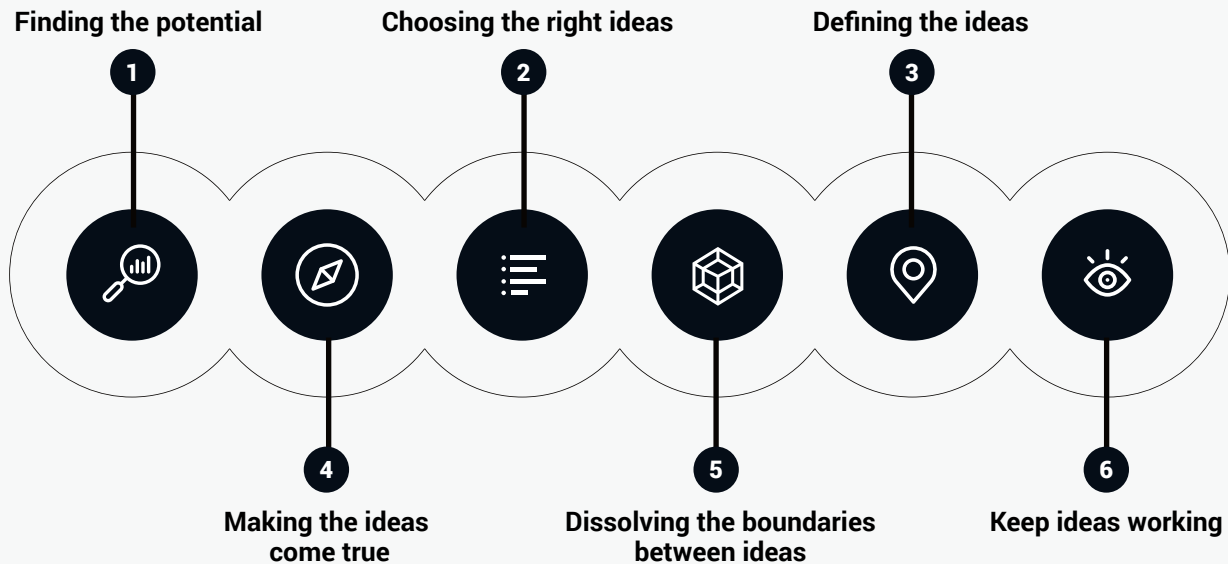 Finding the potential
Choosing the right ideas
Defining the ideas
1
2
3
4
5
6
Making the ideas
come true
Dissolving the boundaries
between ideas
Keep ideas working